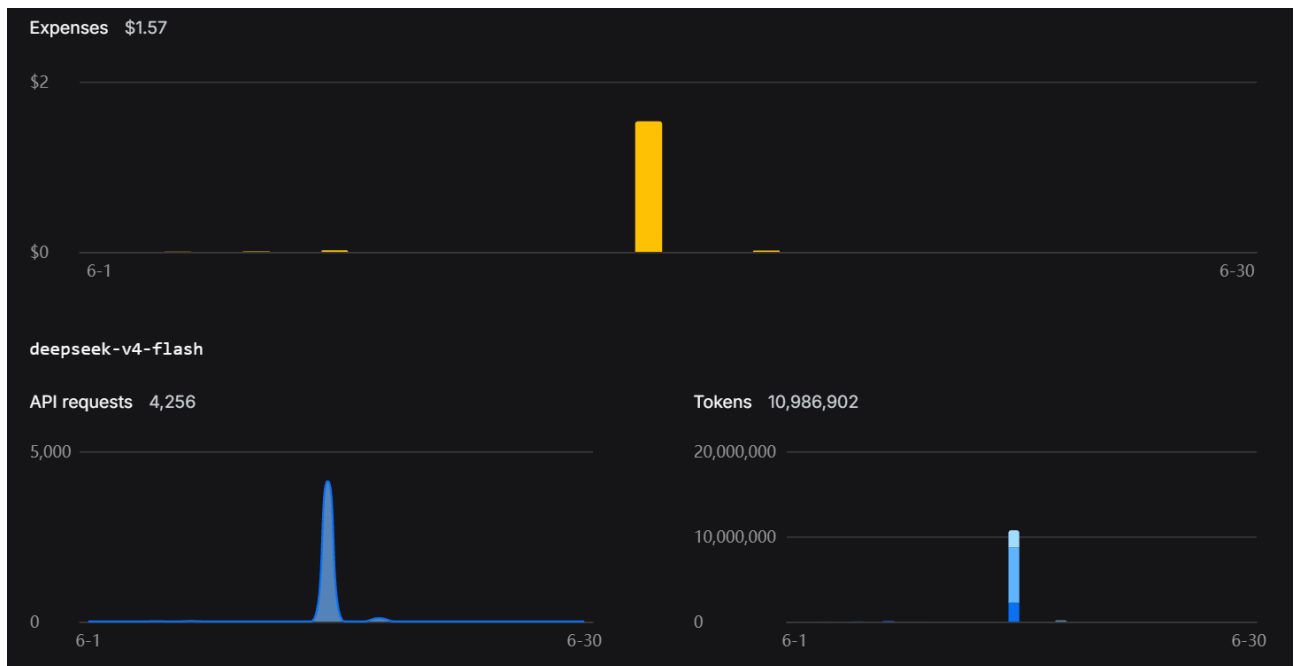 Expenses $1.57
$2
$0
6-1 6-30
deepseek-v4-flash
API requests 4,256
5,000
0
6-1 6-30
Tokens 10,986,902
20,000,000
10,000,000
0
6-1 6-30